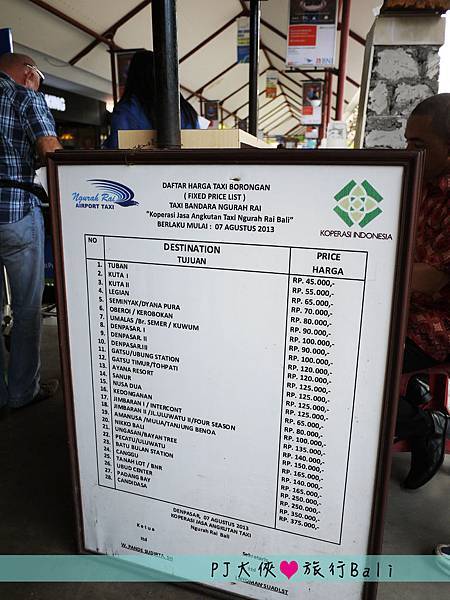 Ngurah Rai
AIRPORT TAXI
DAFTAR HARGA TAXI BORONGAN
( FIXED PRICE LIST )
TAXI BANDARA NGURAH RAI
"Koperasi Jasa Angkutan Taxi Ngurah Rai Bali"
BERLAKU MULAI : 07 AGUSTUS 2013
KOPERASI INDONESIA
NO DESTINATION PRICE
TUJUAN HARGA
1. TUBAN
2. KUTA I
3. KUTA II
4. LEGIAN
5. SEMINYAK/DYANA PURA
6. OBEROI / KEROBOKAN
7. UMALAS /Br. SEMER / KUWUM
8. DENPASAR. I
9. DENPASAR. II
10. DENPASAR.III
11. GATSU/UBUNG STATION
12. GATSU TIMUR/TOHPATI
13. AYANA RESORT
14. SANUR
15. NUSA DUA
16. KEDONGANAN
17. JIMBARAN I / INTERCONT
18. JIMBARAN II /JL.ULUWATU II/FOUR SEASON
19. AMANUSA /MULIA/TANJUNG BENOA
20. NIKKO BALI
21. UNGASAN/BAYAN TREE
22. PECATU/ULUWATU
23. BATU BULAN STATION
24. CANGGU
25. TANAH LOT / BNR
26. UBUD CENTER
27. PADANG BAY
28. CANDIDASA
RP. 45.000,-
RP. 55.000,-
RP. 65.000,-
RP. 70.000,-
RP. 80.000,-
RP. 90.000,-
RP. 100.000,-
RP. 90.000,-
RP. 100.000,-
RP. 120.000,-
RP. 120.000,-
RP. 125.000,-
RP. 125.000,-
RP. 125.000,-
RP. 65.000,-
RP. 80.000,-
RP. 100.000,-
RP. 135.000,-
RP. 140.000,-
RP. 150.000,-
RP. 165.000,-
RP. 140.000,-
RP. 165.000,-
RP. 250.000,-
RP. 250.000,-
RP. 350.000,-
RP. 375.000,-
DENPASAR, 07 AGUSTUS 2013
KOPERASI JASA ANGKUTAN TAXI
Ngurah Rai Bali
Ketua
Sekretaris
ttd
W. PANDE SUDIRTA, SH
NYOMAN SUADI,ST
PJ大俠❤旅行Bali